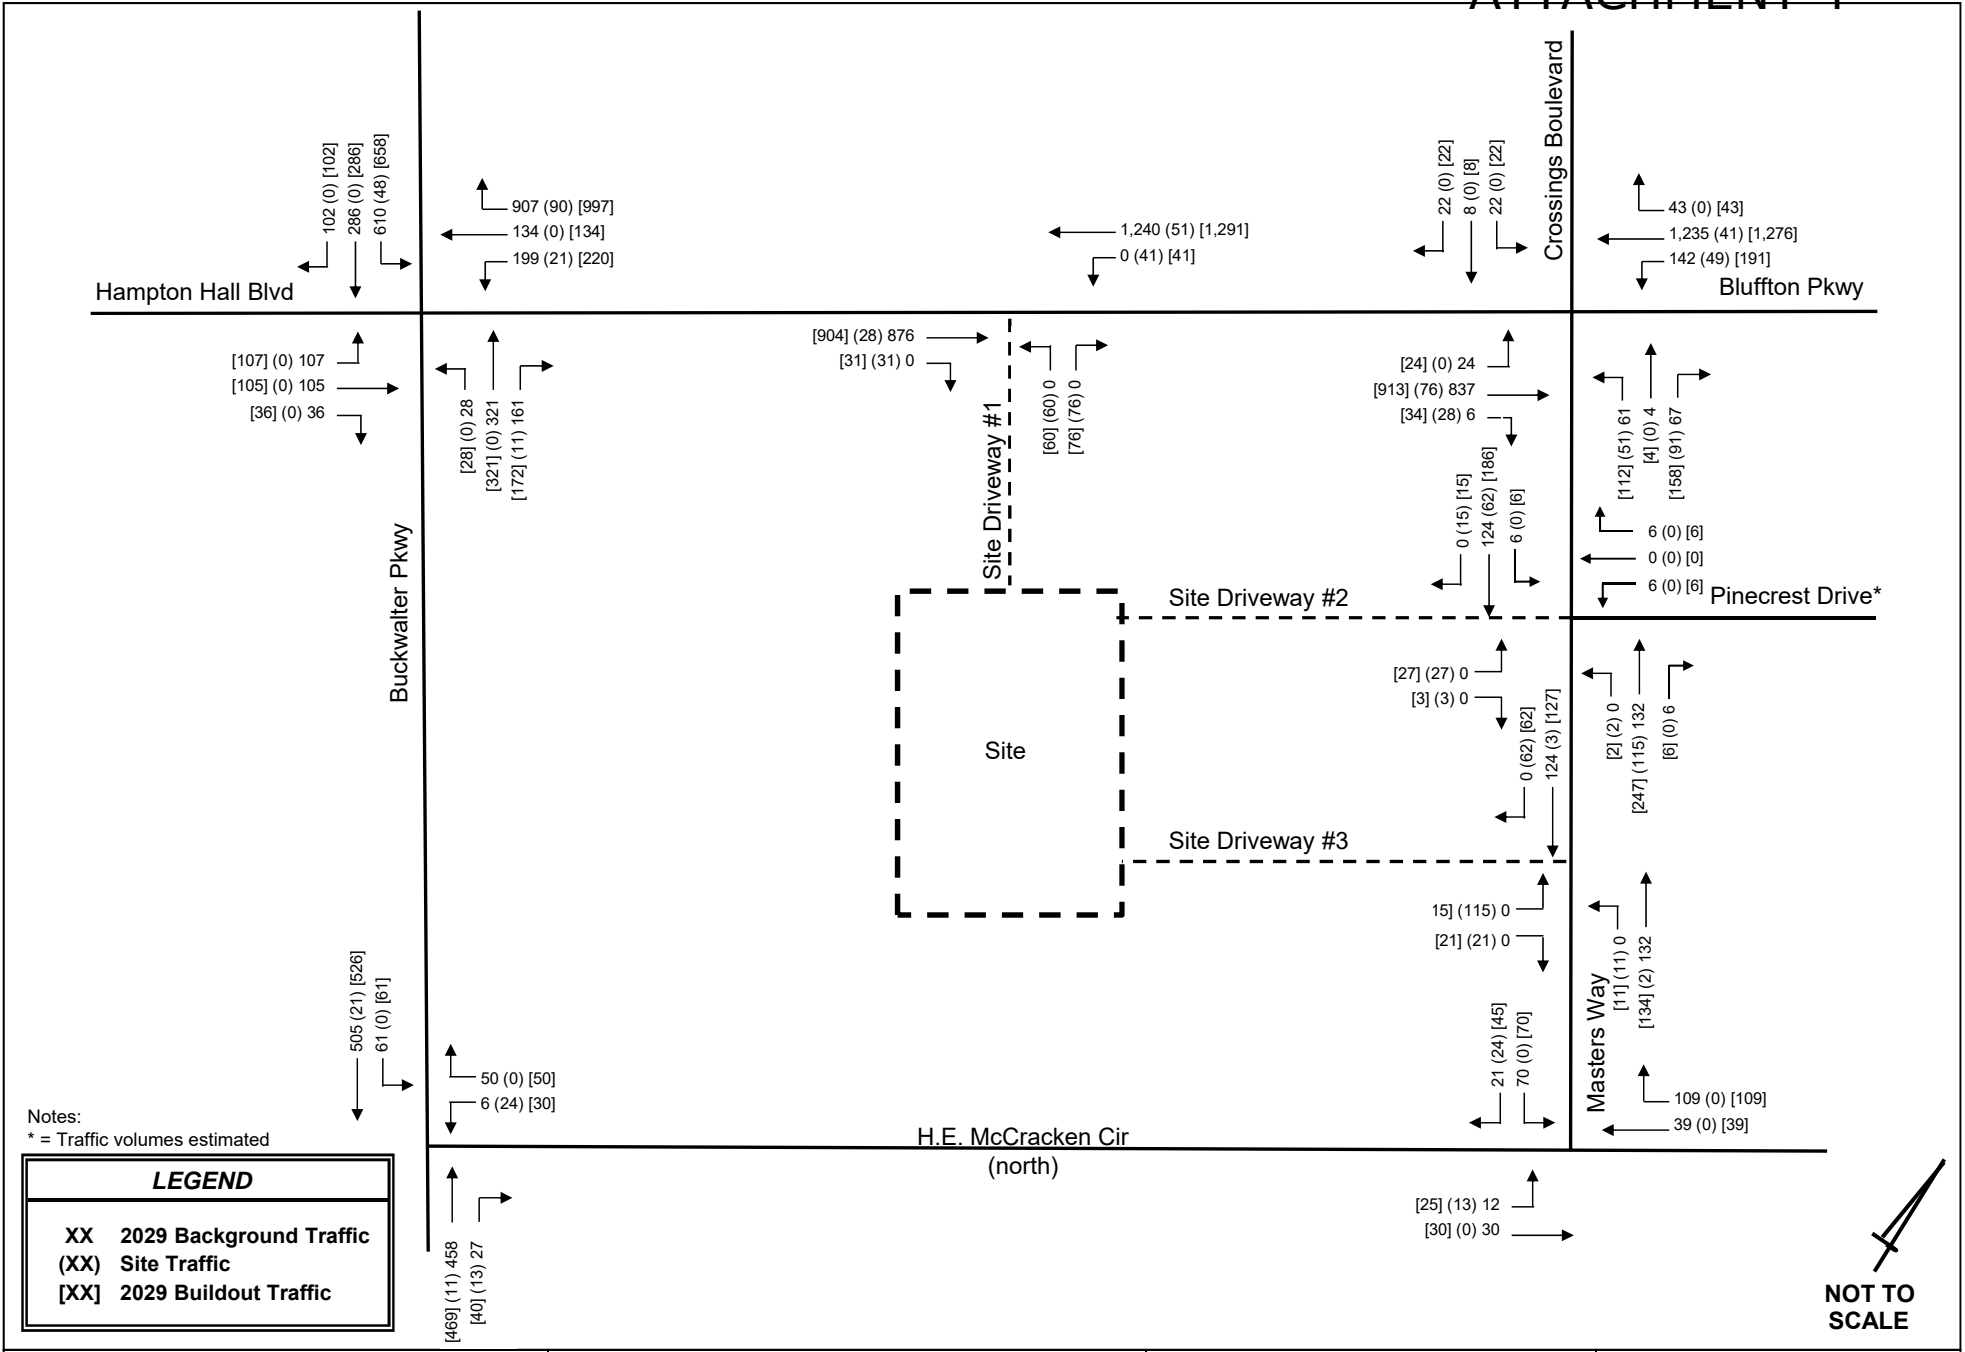 ATTACHMENT
Crossings Boulevard
102 (0) [102]
286 (0) [286]
610 (48) [658]
907 (90) [997]
134 (0) [134]
199 (21) [220]
1,240 (51) [1,291]
0 (41) [41]
22 (0) [22]
8 (0) [8]
22 (0) [22]
43 (0) [43]
1,235 (41) [1,276]
142 (49) [191]
Hampton Hall Blvd
Bluffton Pkwy
[107] (0) 107
[105] (0) 105
[36] (0) 36
[28] (0) 28
[321] (0) 321
[172] (11) 161
[904] (28) 876
[31] (31) 0
[60] (60) 0
[76] (76) 0
[24] (0) 24
[913] (76) 837
[34] (28) 6
[112] (51) 61
[4] (0) 4
[158] (91) 67
Site Driveway #1
Buckwalter Pkwy
0 (15) [15]
124 (62) [186]
6 (0) [6]
6 (0) [6]
0 (0) [0]
6 (0) [6]
Site Driveway #2
Pinecrest Drive*
[27] (27) 0
[3] (3) 0
[2] (2) 0
[247] (115) 132
[6] (0) 6
Site
0 (62) [62]
124 (3) [127]
Site Driveway #3
15] (115) 0
[21] (21) 0
[11] (11) 0
[134] (2) 132
Masters Way
505 (21) [526]
61 (0) [61]
50 (0) [50]
6 (24) [30]
21 (24) [45]
70 (0) [70]
109 (0) [109]
39 (0) [39]
H.E. McCracken Cir
(north)
[469] (11) 458
[40] (13) 27
[25] (13) 12
[30] (0) 30
Notes:
* = Traffic volumes estimated
LEGEND
XX 2029 Background Traffic
(XX) Site Traffic
[XX] 2029 Buildout Traffic
NOT TO
SCALE